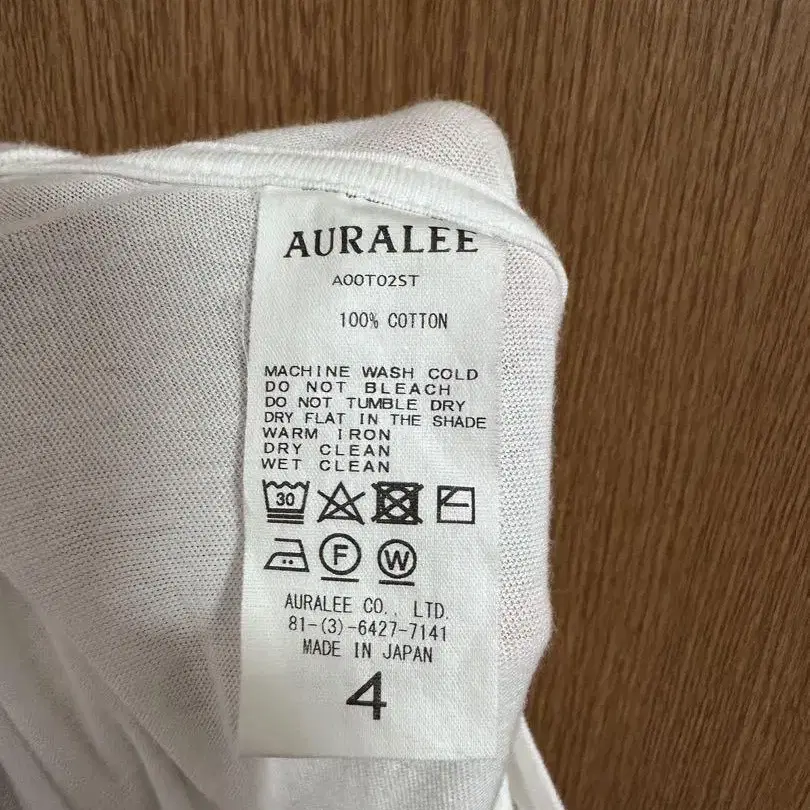 AURALEE
A00T02ST
100% COTTON
MACHINE WASH COLD
DO NOT BLEACH
DO NOT TUMBLE DRY
DRY FLAT IN THE SHADE
WARM IRON
DRY CLEAN
WET CLEAN
30
F W
AURALEE CO., LTD.
81-(3)-6427-7141
MADE IN JAPAN
4